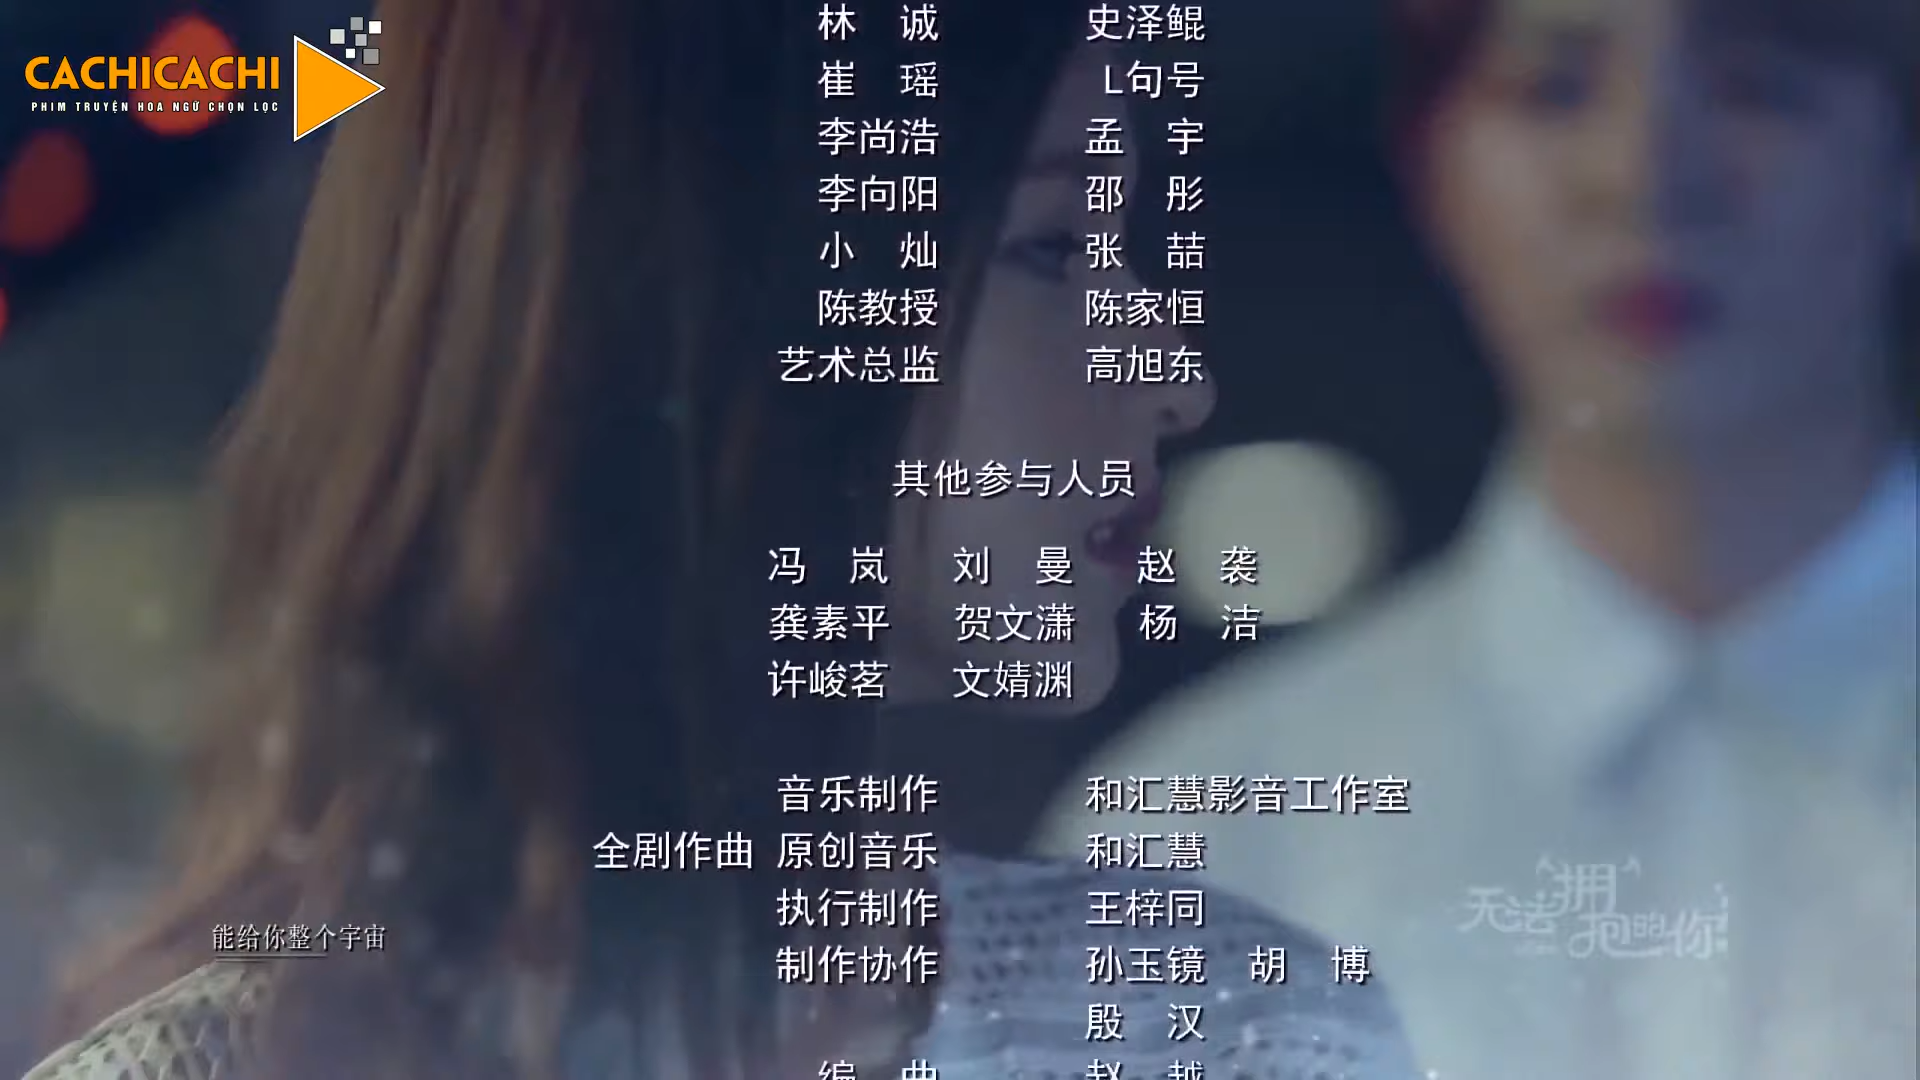 CACHICACHI
PHIM TRUYỆN HOA NGỮ CHỌN LỌC
林 诚 史泽鲲
崔 瑶 L句号
李尚浩 孟 宇
李向阳 邵 彤
小 灿 张 喆
陈教授 陈家恒
艺术总监 高旭东
其他参与人员
冯 岚 刘 曼 赵 袭
龚素平 贺文潇 杨 洁
许峻茗 文婧渊
音乐制作 和汇慧影音工作室
全剧作曲 原创音乐 和汇慧
执行制作 王梓同
制作协作 孙玉镜 胡 博
殷 汉
编 曲 赵 越
能给你整个宇宙
无法拥抱的你